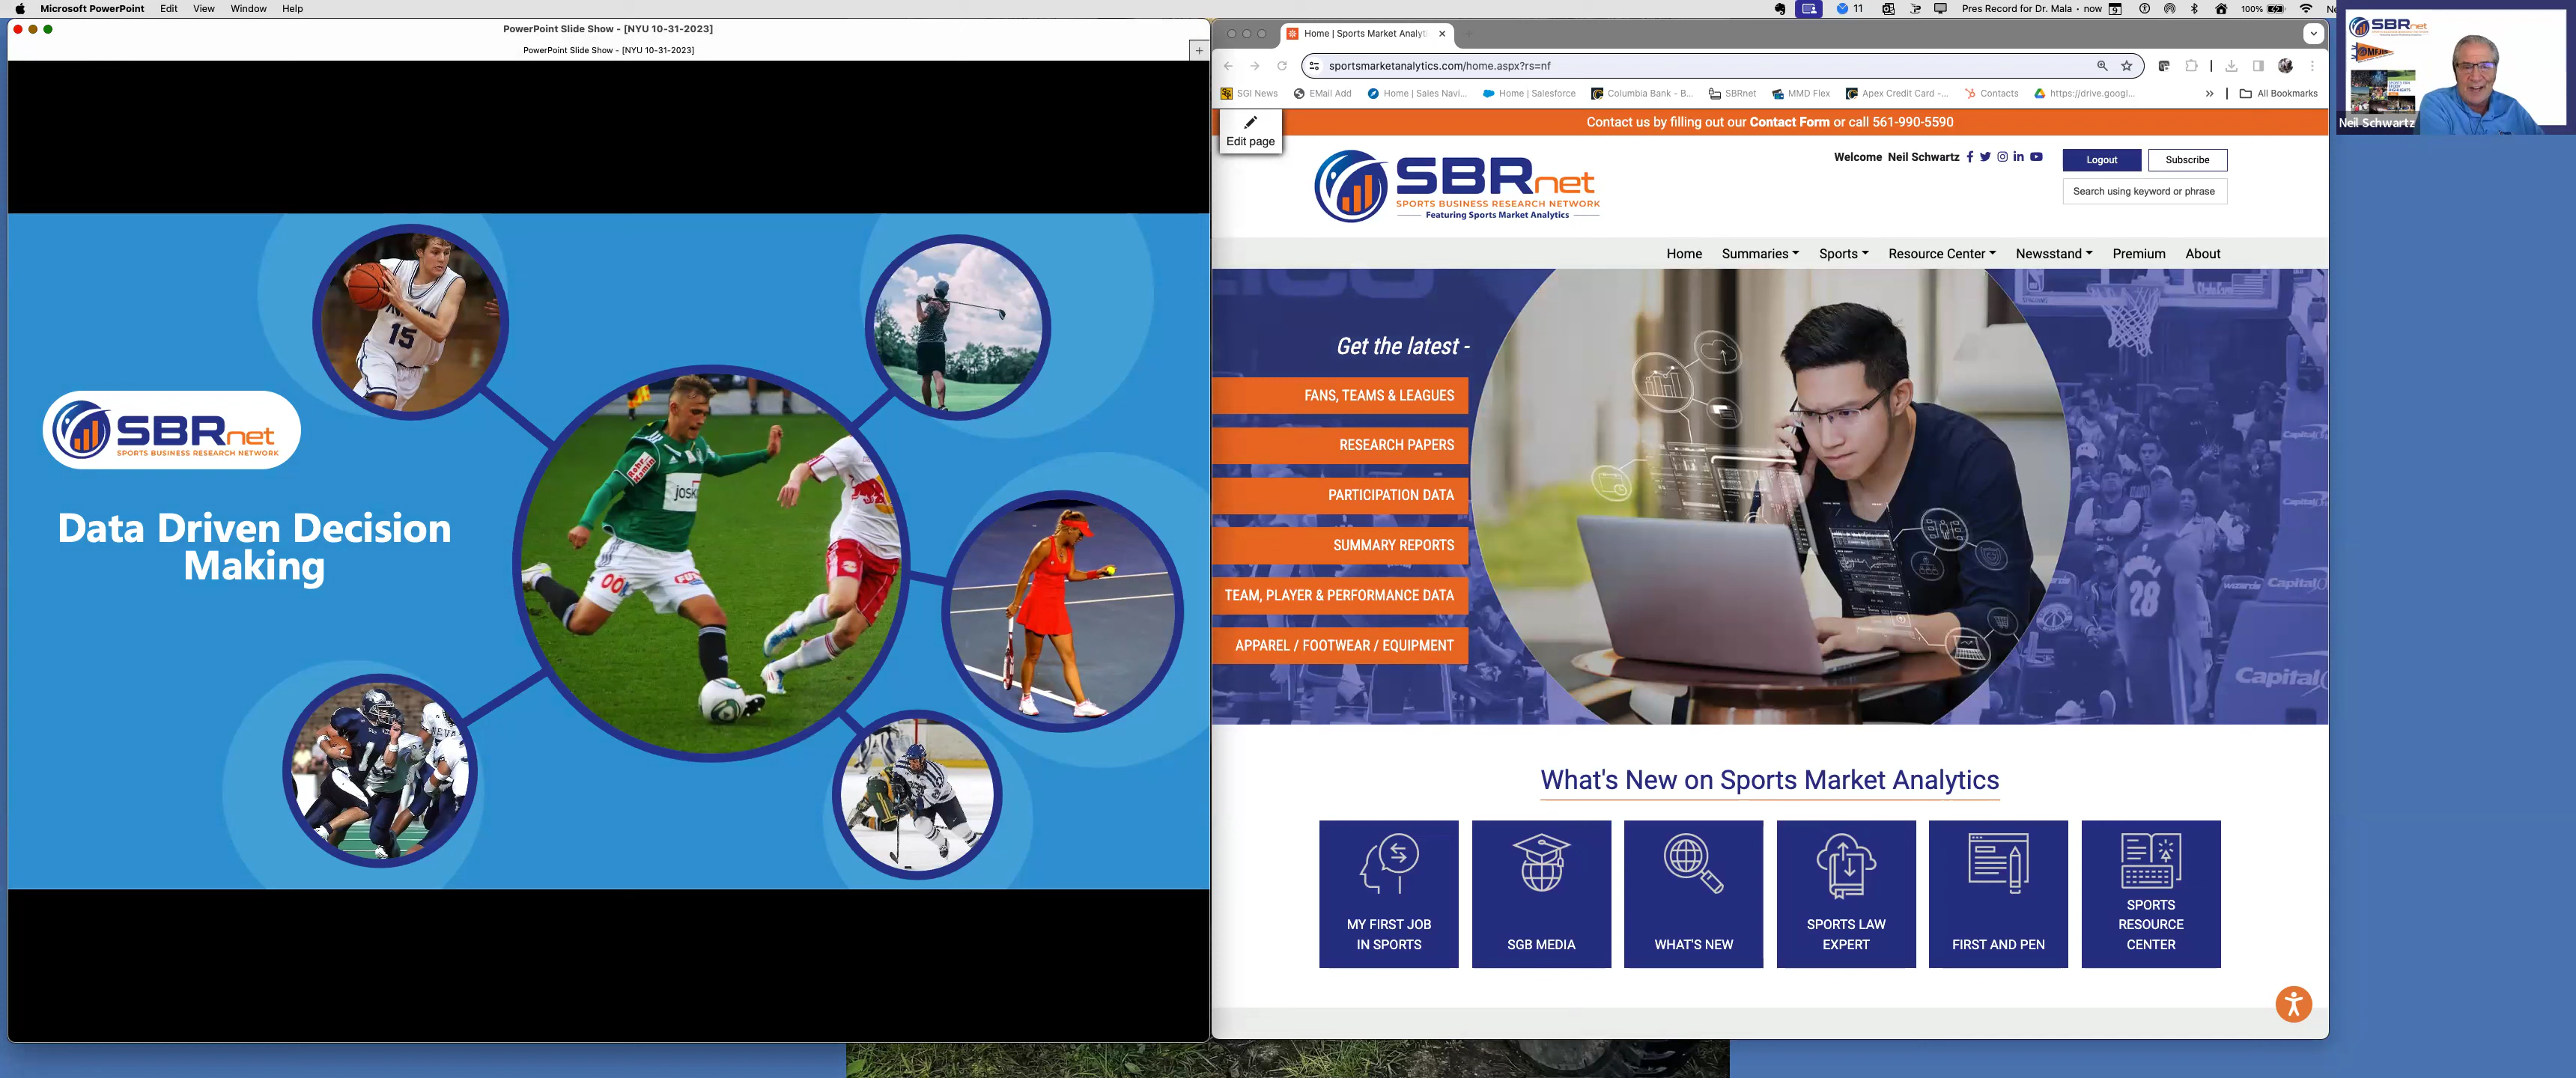 Microsoft PowerPoint Edit View Window Help
11 Pres Record for Dr. Mala · now 9 100%
PowerPoint Slide Show - [NYU 10-31-2023]
PowerPoint Slide Show - [NYU 10-31-2023]
SBRnet
SPORTS BUSINESS RESEARCH NETWORK
Data Driven Decision
Making
15
joski
00
Home | Sports Market Analyt
sportsmarketanalytics.com/home.aspx?rs=nf
SGI News EMail Add Home | Sales Navi... Home | Salesforce Columbia Bank - B... SBRnet MMD Flex Apex Credit Card -... Contacts https://drive.googl... » All Bookmarks
Contact us by filling out our Contact Form or call 561-990-5590
Edit page
SBRnet
SPORTS BUSINESS RESEARCH NETWORK
Featuring Sports Market Analytics
Welcome Neil Schwartz
Logout Subscribe
Search using keyword or phrase
Home Summaries Sports Resource Center Newsstand Premium About
Get the latest -
FANS, TEAMS & LEAGUES
RESEARCH PAPERS
PARTICIPATION DATA
SUMMARY REPORTS
TEAM, PLAYER & PERFORMANCE DATA
APPAREL / FOOTWEAR / EQUIPMENT
28
wizards
Capital
What's New on Sports Market Analytics
MY FIRST JOB
IN SPORTS
SGB MEDIA
WHAT'S NEW
SPORTS LAW
EXPERT
FIRST AND PEN
SPORTS
RESOURCE
CENTER
SBRnet
Neil Schwartz